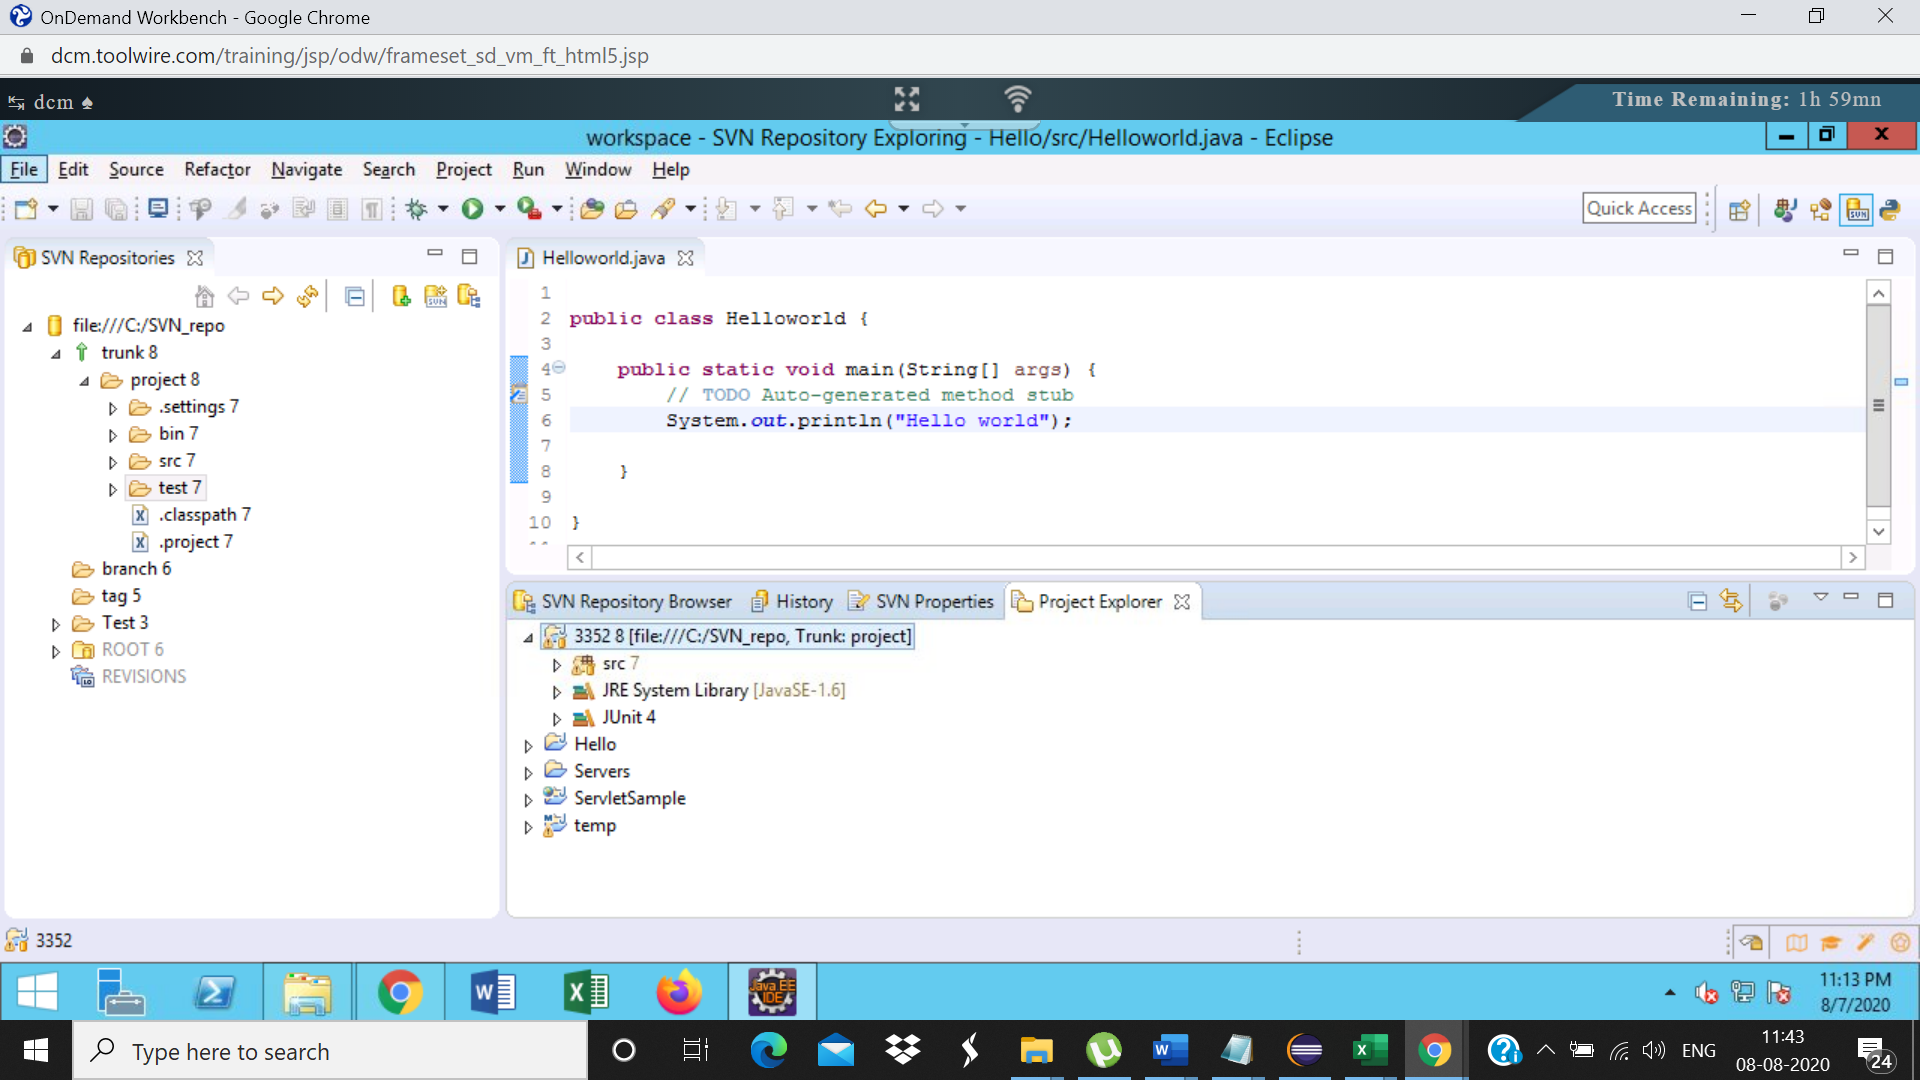 OnDemand Workbench - Google Chrome
dcm.toolwire.com/training/jsp/odw/frameset_sd_vm_ft_html5.jsp
dcm ♠
Time Remaining: 1h 59mn
workspace - SVN Repository Exploring - Hello/src/Helloworld.java - Eclipse
File Edit Source Refactor Navigate Search Project Run Window Help
Quick Access
SVN Repositories
file:///C:/SVN_repo
trunk 8
project 8
.settings 7
bin 7
src 7
test 7
.classpath 7
.project 7
branch 6
tag 5
Test 3
ROOT 6
REVISIONS
Helloworld.java
1
2 public class Helloworld {
3
4 public static void main(String[] args) {
5 // TODO Auto-generated method stub
6 System.out.println("Hello world");
7
8 }
9
10 }
SVN Repository Browser History SVN Properties Project Explorer
3352 8 [file:///C:/SVN_repo, Trunk: project]
src 7
JRE System Library [JavaSE-1.6]
JUnit 4
Hello
Servers
ServletSample
temp
3352
Java EE
IDE
11:13 PM
8/7/2020
Type here to search
ENG
11:43
08-08-2020
24